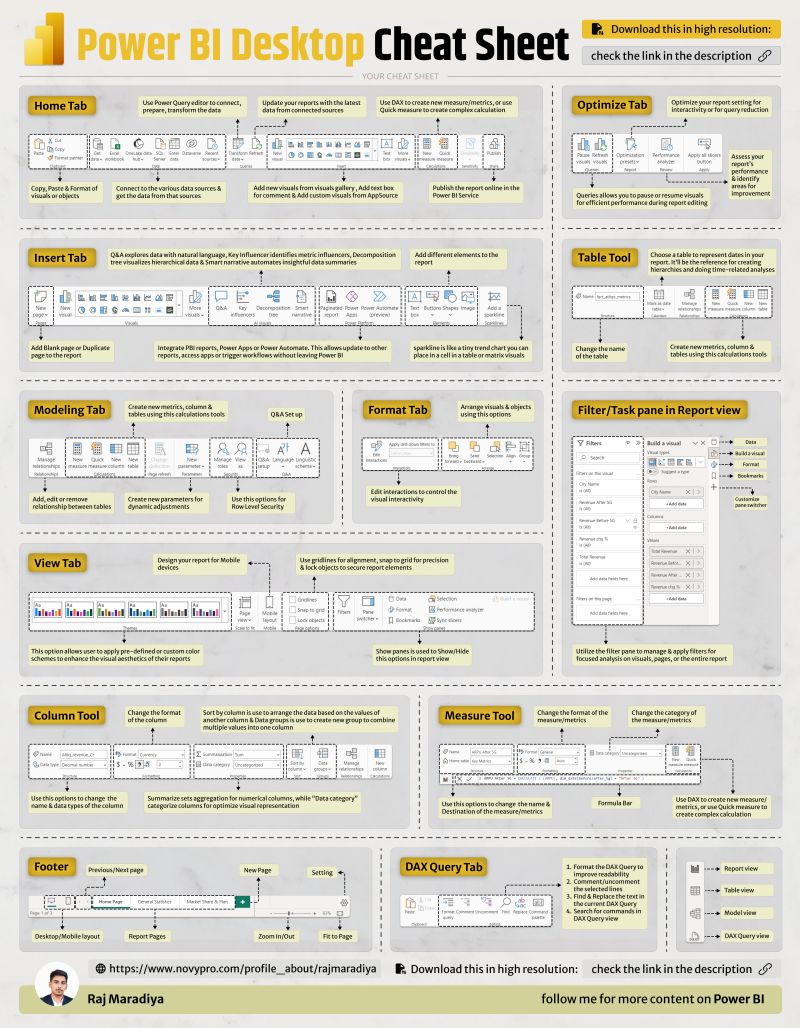 Power BI Desktop Cheat Sheet
Download this in high resolution:
check the link in the description
YOUR CHEAT SHEET
Home Tab
Use Power Query editor to connect,
prepare, transform the data
Update your reports with the latest
data from connected sources
Use DAX to create new measure/metrics, or use
Quick measure to create complex calculation
Paste
Cut
Copy
Format painter
Clipboard
Get data
Excel workbook
OneLake data hub
SQL Server
Enter data
Dataverse
Recent sources
Transform data
Refresh
Queries
New visual
Text box
More visuals
Insert
New measure
Quick measure
Calculations
Publish
Copy, Paste & Format of
visuals or objects
Connect to the various data sources &
get the data from that sources
Add new visuals from visuals gallery , Add text box
for comment & Add custom visuals from AppSource
Publish the report online in the
Power BI Service
Optimize Tab
Optimize your report setting for
interactivity or for query reduction
Pause visuals
Refresh visuals
Queries
Optimization presets
Report
Performance analyzer
Review
Apply all slicers button
Apply
Assess your
report's
performance
& identify
areas for
improvement
Queries allows you to pause or resume visuals
for efficient performance during report editing
Insert Tab
Q&A explores data with natural language, Key Influencer identifies metric influencers, Decomposition
tree visualizes hierarchical data & Smart narrative automates insightful data summaries
Add different elements to the
report
New page
Pages
New visual
Visuals
More visuals
Q&A
Key influencers
Decomposition tree
Smart narrative
AI visuals
Paginated report
Power Apps
Power Automate (preview)
Power Platform
Text box
Buttons
Shapes
Image
Elements
Add a sparkline
Sparklines
Add Blank page or Duplicate
page to the report
Integrate PBI reports, Power Apps or Power Automate. This allows update to other
reports, access apps or trigger workflows without leaving Power BI
sparkline is like a tiny trend chart you can
place in a cell in a table or matrix visuals
Table Tool
Choose a table to represent dates in your
report. It'll be the reference for creating
hierarchies and doing time-related analyses
Name
fact_atliqo_metrics
Structure
Mark as date table
Calendars
Manage relationships
Relationships
New measure
Quick measure
New column
New table
Calculations
Change the name
of the table
Create new metrics, column &
tables using this calculations tools
Modeling Tab
Create new metrics, column &
tables using this calculations tools
Q&A Set up
Manage relationships
Relationships
New measure
Quick measure
New column
New table
Calculations
Change detection
Page refresh
New parameter
Parameters
Manage roles
View as
Security
Q&A setup
Language
Linguistic schema
Q&A
Add, edit or remove
relationship between tables
Create new parameters for
dynamic adjustments
Use this options for
Row Level Security
Format Tab
Arrange visuals & objects
using this options
Edit interactions
Apply drill down filters to
Interactions
Bring forward
Send backward
Selection
Align
Group
Arrange
Edit interactions to control the
visual interactivity
Filter/Task pane in Report view
Filters
Search
Filters on this visual
City Name
is (All)
Revenue After 5G
is (All)
Revenue Before 5G
is (All)
Revenue chg %
is (All)
Total Revenue
is (All)
Add data fields here
Filters on this page
Add data fields here
Build a visual
Visual types
Suggest a type
Rows
City Name
+Add data
Columns
+Add data
Values
Total Revenue
Revenue Befor...
Revenue After ...
Revenue chg %
+Add data
Data
Build a visual
Format
Bookmarks
Customize
pane switcher
Utilize the filter pane to manage & apply filters for
focused analysis on visuals, pages, or the entire report
View Tab
Design your report for Mobile
devices
Use gridlines for alignment, snap to grid for precision
& lock objects to secure report elements
Aa Aa Aa Aa Aa Aa
Themes
Page view
Scale to fit
Mobile layout
Mobile
Gridlines
Snap to grid
Lock objects
Page options
Filters
Pane switcher
Data
Format
Bookmarks
Selection
Performance analyzer
Sync slicers
Build a visual
Show panes
This option allows user to apply pre-defined or custom color
schemes to enhance the visual aesthetics of their reports
Show panes is used to Show/Hide
this options in report view
Column Tool
Change the format
of the column
Sort by column is use to arrange the data based on the values of
another column & Data groups is use to create new group to combine
multiple values into one column
Name
Data type
Decimal number
Structure
Format
Currency
Formatting
Summarization
Sum
Data category
Uncategorized
Properties
Sort by column
Sort
Data groups
Groups
Manage relationships
Relationships
New column
Calculations
Use this options to change the
name & data types of the column
Summarize sets aggregation for numerical columns, while "Data category"
categorize columns for optimize visual representation
Measure Tool
Change the format of the
measure/metrics
Change the category of
the measure/metrics
Name
ARPU After 5G
Home table
Key Metrics
Structure
Format
General
Auto
Formatting
Data category
Uncategorized
Properties
New measure
Quick measure
Calculations
Use this options to change the name &
Destination of the measure/metrics
Formula Bar
Use DAX to create new measure/
metrics, or use Quick measure to
create complex calculation
Footer
Previous/Next page
New Page
Setting
Home Page
General Statistics
Market Share & Plan
+
Page 1 of 3
Desktop/Mobile layout
Report Pages
Zoom In/Out
Fit to Page
DAX Query Tab
Paste
Cut
Copy
Clipboard
Format
Comment
Uncomment
Find
Replace
Command palette
1. Format the DAX Query to
improve readability
2. Comment/uncomment
the selected lines
3. Find & Replace the text in
the current DAX Query
4. Search for commands in
DAX Query view
Report view
Table view
Model view
DAX Query view
https://www.novypro.com/profile_about/rajmaradiya
Download this in high resolution:
check the link in the description
Raj Maradiya
follow me for more content on Power BI